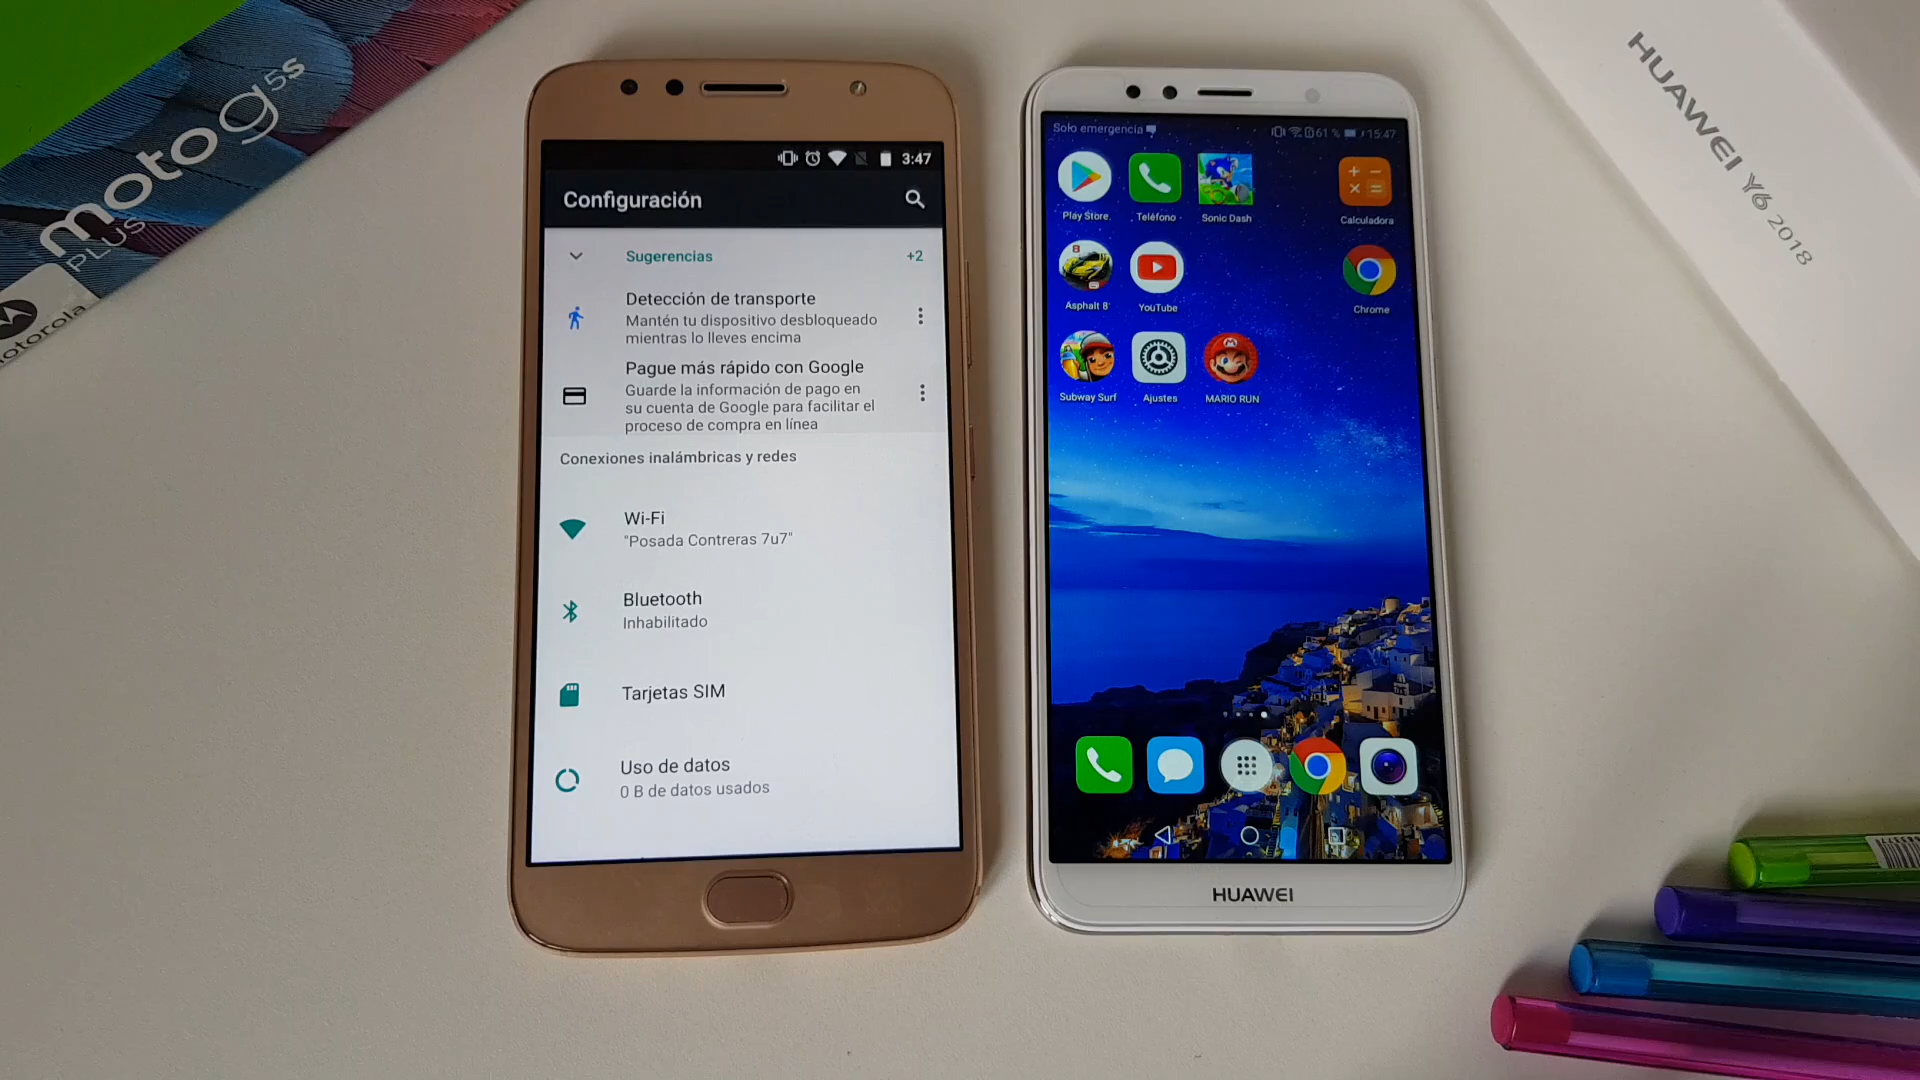 moto g5s
PLUS
motorola
3:47
Configuración
Sugerencias
+2
Detección de transporte
Mantén tu dispositivo desbloqueado
mientras lo lleves encima
Pague más rápido con Google
Guarde la información de pago en
su cuenta de Google para facilitar el
proceso de compra en línea
Conexiones inalámbricas y redes
Wi-Fi
"Posada Contreras 7u7"
Bluetooth
Inhabilitado
Tarjetas SIM
Uso de datos
0 B de datos usados
Solo emergencia
61 %
15:47
Play Store
Teléfono
Sonic Dash
Calculadora
8
Asphalt 8
YouTube
Chrome
Subway Surf
Ajustes
MARIO RUN
HUAWEI
HUAWEI Y6 2018